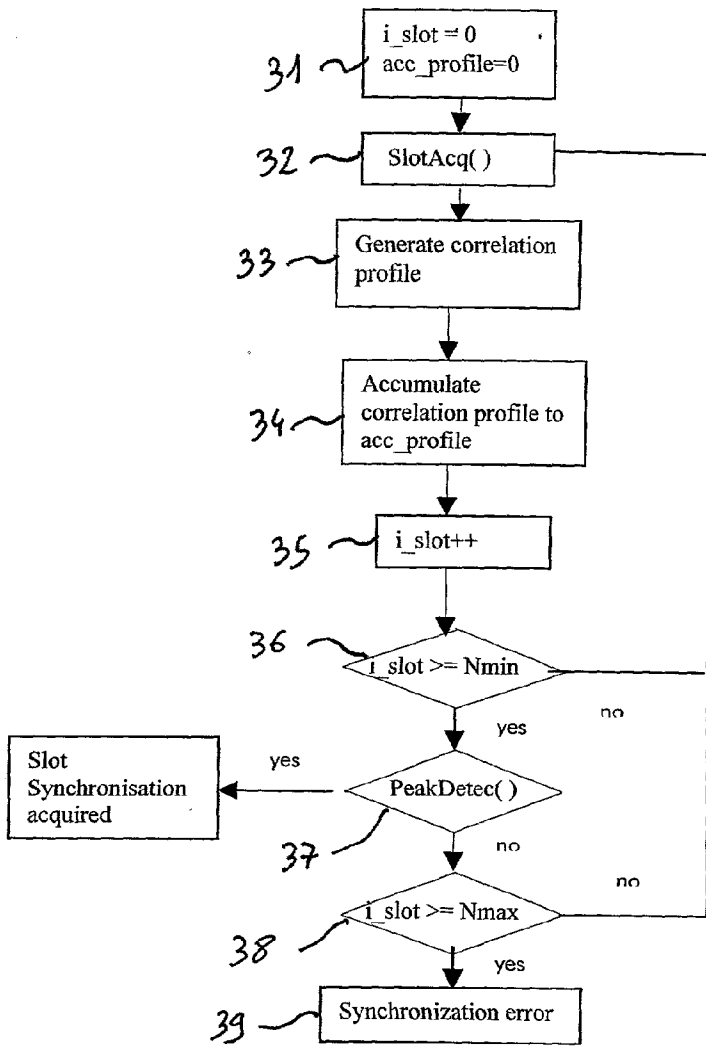 31
i_slot = 0
acc_profile=0
32
SlotAcq( )
33
Generate correlation
profile
34
Accumulate
correlation profile to
acc_profile
35
i_slot++
36
i_slot >= Nmin
no
yes
Slot
Synchronisation
acquired
yes
PeakDetec( )
37
no
38
i_slot >= Nmax
no
yes
39
Synchronization error